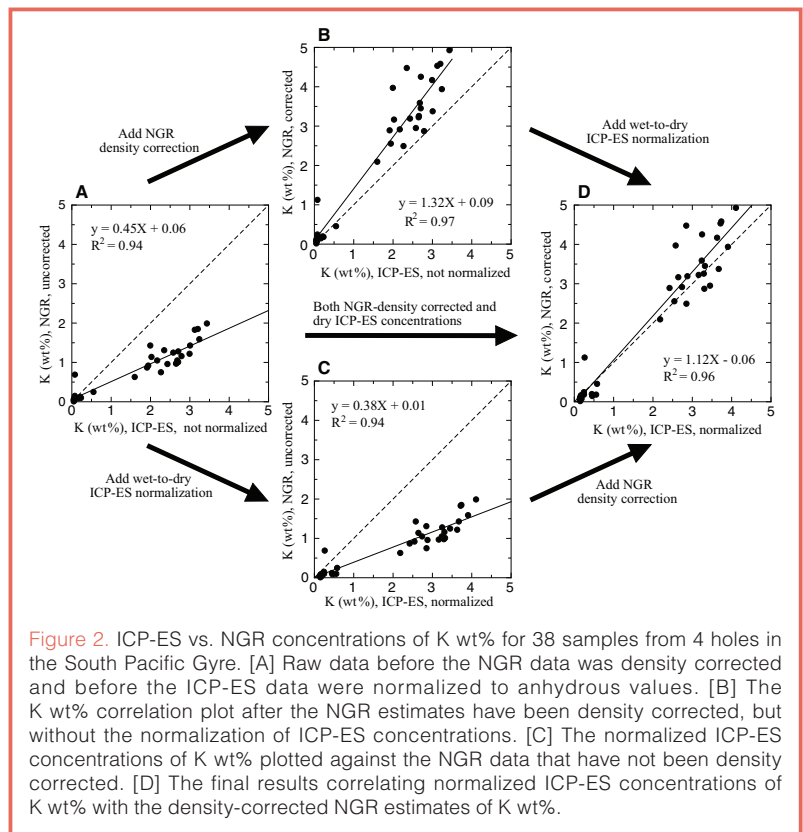 B
5
4
3
2
1
0
K (wt%), NGR, corrected
y = 1.32X + 0.09
R2 = 0.97
0 1 2 3 4 5
K (wt%), ICP-ES, not normalized
Add NGR
density correction
Add wet-to-dry
ICP-ES normalization
A
5
4
3
2
1
0
K (wt%), NGR, uncorrected
y = 0.45X + 0.06
R2 = 0.94
0 1 2 3 4 5
K (wt%), ICP-ES, not normalized
Both NGR-density corrected and
dry ICP-ES concentrations
D
5
4
3
2
1
0
K (wt%), NGR, corrected
y = 1.12X - 0.06
R2 = 0.96
0 1 2 3 4 5
K (wt%), ICP-ES, normalized
C
5
4
3
2
1
0
K (wt%), NGR, uncorrected
y = 0.38X + 0.01
R2 = 0.94
0 1 2 3 4 5
K (wt%), ICP-ES, normalized
Add wet-to-dry
ICP-ES normalization
Add NGR
density correction
Figure 2. ICP-ES vs. NGR concentrations of K wt% for 38 samples from 4 holes in
the South Pacific Gyre. [A] Raw data before the NGR data was density corrected
and before the ICP-ES data were normalized to anhydrous values. [B] The
K wt% correlation plot after the NGR estimates have been density corrected, but
without the normalization of ICP-ES concentrations. [C] The normalized ICP-ES
concentrations of K wt% plotted against the NGR data that have not been density
corrected. [D] The final results correlating normalized ICP-ES concentrations of
K wt% with the density-corrected NGR estimates of K wt%.